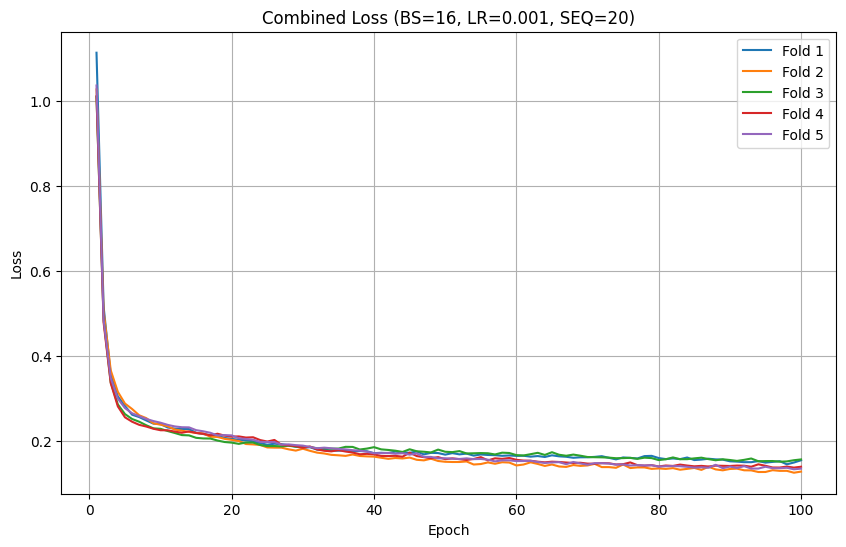 Combined Loss (BS=16, LR=0.001, SEQ=20)
Fold 1
Fold 2
Fold 3
Fold 4
Fold 5
Loss
1.0
0.8
0.6
0.4
0.2
0 20 40 60 80 100
Epoch